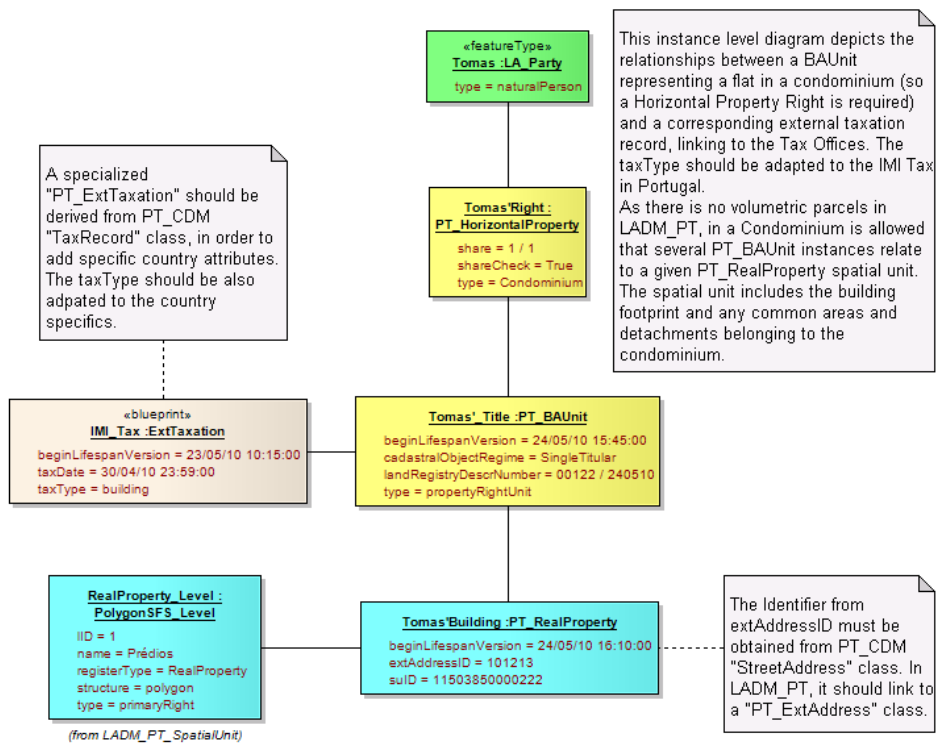 «featureType»
Tomas :LA_Party
type = naturalPerson
This instance level diagram depicts the
relationships between a BAUnit
representing a flat in a condominium (so
a Horizontal Property Right is required)
and a corresponding external taxation
record, linking to the Tax Offices. The
taxType should be adapted to the IMI Tax
in Portugal.
As there is no volumetric parcels in
LADM_PT, in a Condominium is allowed
that several PT_BAUnit instances relate
to a given PT_RealProperty spatial unit.
The spatial unit includes the building
footprint and any common areas and
detachments belonging to the
condominium.
A specialized
"PT_ExtTaxation" should be
derived from PT_CDM
"TaxRecord" class, in order to
add specific country attributes.
The taxType should be also
adpated to the country
specifics.
Tomas'Right :
PT_HorizontalProperty
share = 1 / 1
shareCheck = True
type = Condominium
«blueprint»
IMI_Tax :ExtTaxation
beginLifespanVersion = 23/05/10 10:15:00
taxDate = 30/04/10 23:59:00
taxType = building
Tomas'_Title :PT_BAUnit
beginLifespanVersion = 24/05/10 15:45:00
cadastralObjectRegime = SingleTitular
landRegistryDescrNumber = 00122 / 240510
type = propertyRightUnit
RealProperty_Level :
PolygonSFS_Level
lID = 1
name = Prédios
registerType = RealProperty
structure = polygon
type = primaryRight
(from LADM_PT_SpatialUnit)
Tomas'Building :PT_RealProperty
beginLifespanVersion = 24/05/10 16:10:00
extAddressID = 101213
suID = 11503850000222
The Identifier from
extAddressID must be
obtained from PT_CDM
"StreetAddress" class. In
LADM_PT, it should link to
a "PT_ExtAddress" class.